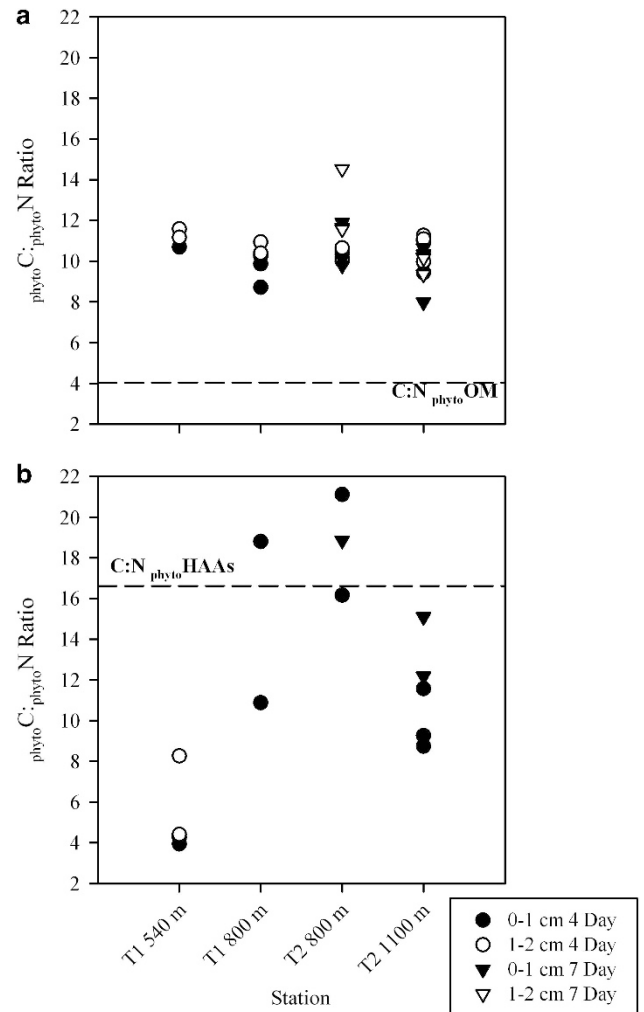 a
22
20
18
16
14
12
10
8
6
4
2
phytoC:phytoN Ratio
C:N phytoOM
b
22
20
18
16
14
12
10
8
6
4
2
phytoC:phytoN Ratio
C:N phytoHAAs
T1 540 m
T1 800 m
T2 800 m
T2 1100 m
Station
0-1 cm 4 Day
1-2 cm 4 Day
0-1 cm 7 Day
1-2 cm 7 Day